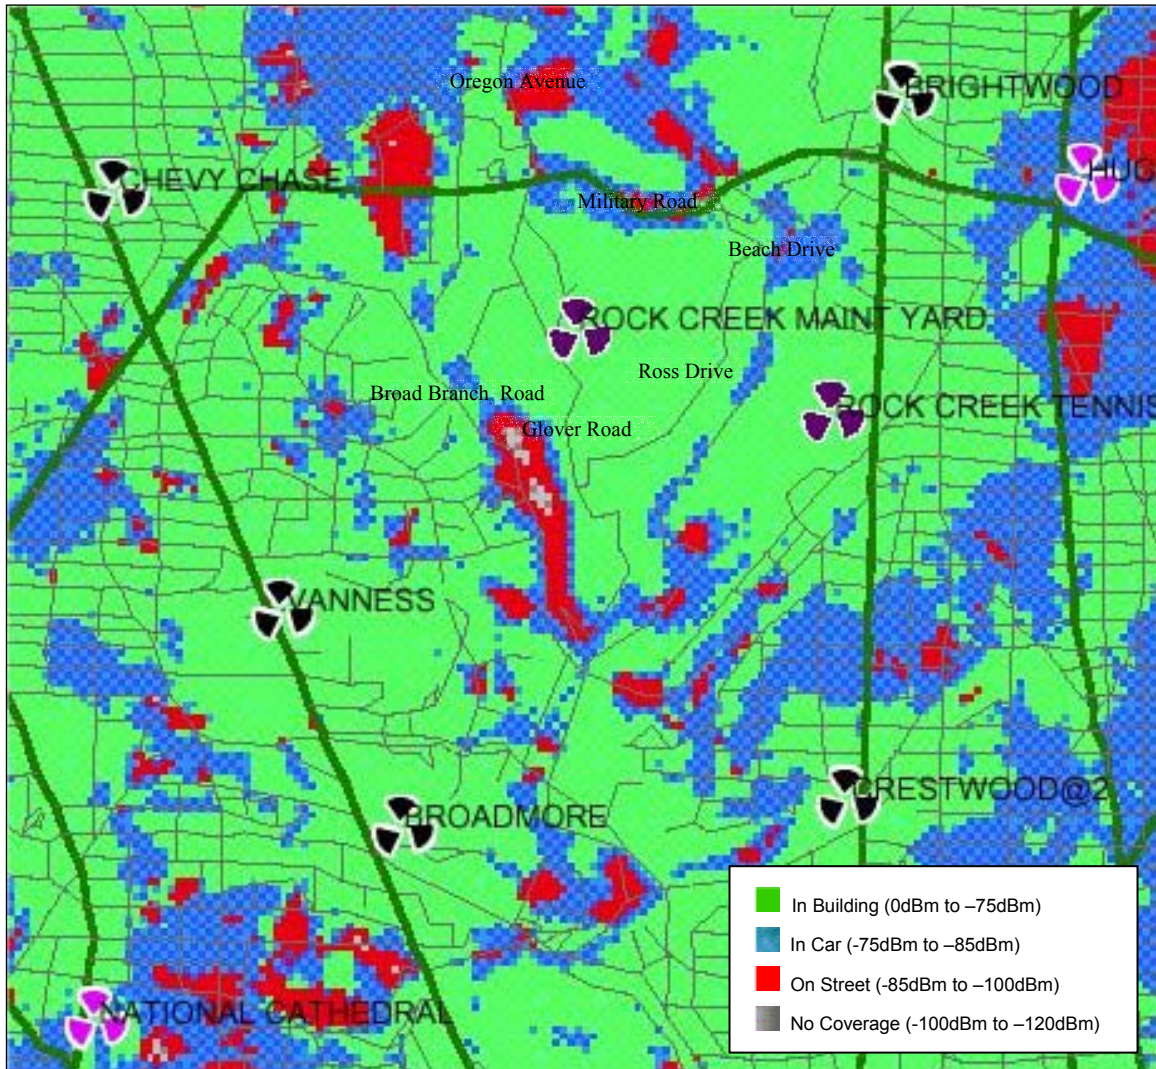 Oregon Avenue
BRIGHTWOOD
CHEVY CHASE
HUG
Military Road
Beach Drive
ROCK CREEK MAINT YARD
Ross Drive
Broad Branch Road
ROCK CREEK TENNIS
Glover Road
VANNESS
CRESTWOOD@2
BROADMORE
In Building (0dBm to –75dBm)
In Car (-75dBm to –85dBm)
On Street (-85dBm to –100dBm)
No Coverage (-100dBm to –120dBm)
NATIONAL CATHEDRAL